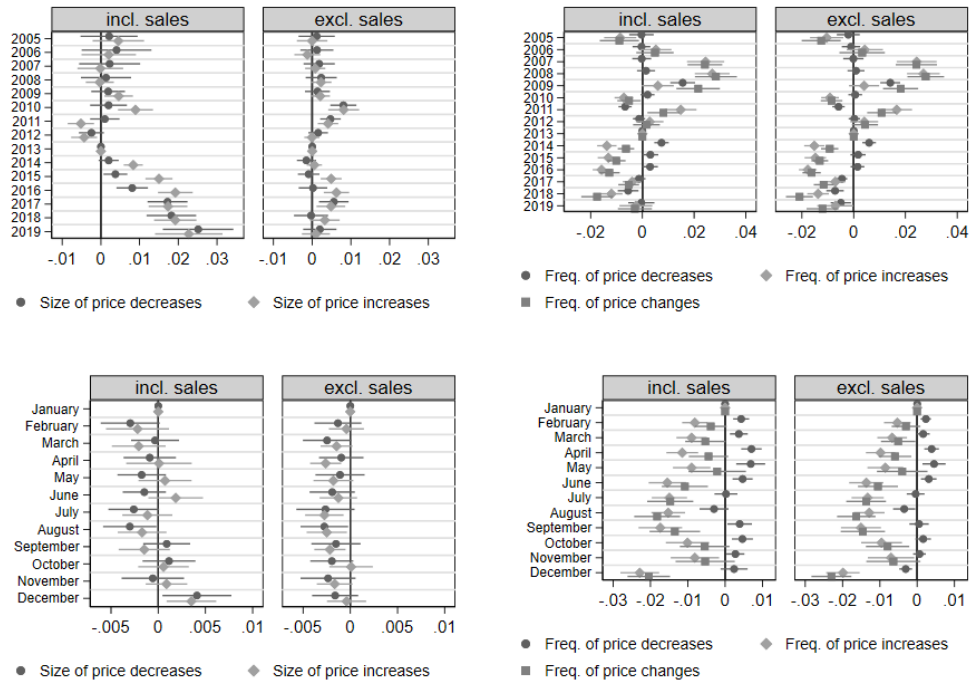 incl. sales excl. sales
2005
2006
2007
2008
2009
2010
2011
2012
2013
2014
2015
2016
2017
2018
2019
-.01 0 .01 .02 .03 -.01 0 .01 .02 .03
Size of price decreases Size of price increases
incl. sales excl. sales
2005
2006
2007
2008
2009
2010
2011
2012
2013
2014
2015
2016
2017
2018
2019
-.02 0 .02 .04 -.02 0 .02 .04
Freq. of price decreases Freq. of price increases
Freq. of price changes
incl. sales excl. sales
January
February
March
April
May
June
July
August
September
October
November
December
-.005 0 .005 .01 -.005 0 .005 .01
Size of price decreases Size of price increases
incl. sales excl. sales
January
February
March
April
May
June
July
August
September
October
November
December
-.03 -.02 -.01 0 .01 -.03 -.02 -.01 0 .01
Freq. of price decreases Freq. of price increases
Freq. of price changes